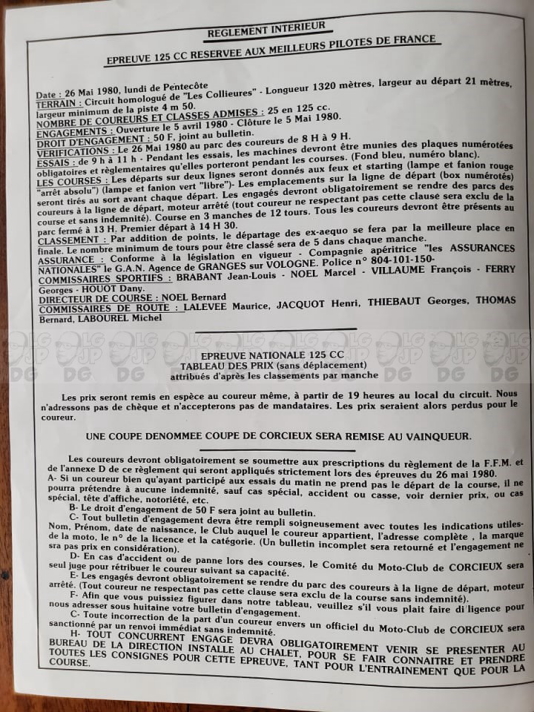 REGLEMENT INTERIEUR
EPREUVE 125 CC RESERVEE AUX MEILLEURS PILOTES DE FRANCE
Date : 26 Mai 1980, lundi de Pentecôte
TERRAIN : Circuit homologué de "Les Collieures" - Longueur 1320 mètres, largeur au départ 21 mètres,
largeur minimum de la piste 4 m 50.
NOMBRE DE COUREURS ET CLASSES ADMISES : 25 en 125 cc.
ENGAGEMENTS : Ouverture le 5 avril 1980 - Clôture le 5 Mai 1980.
DROIT D'ENGAGEMENT : 50 F, joint au bulletin.
VERIFICATIONS : Le 26 Mai 1980 au parc des coureurs de 8 H à 9 H.
ESSAIS : de 9 h à 11 h - Pendant les essais, les machines devront être munies des plaques numérotées
obligatoires et règlementaires qu'elles porteront pendant les courses. (Fond bleu, numéro blanc).
LES COURSES : Les départs sur deux lignes seront donnés aux feux et starting (lampe et fanion rouge
"arrêt absolu") (lampe et fanion vert "libre")- Les emplacements sur la ligne de départ (box numérotés)
seront tirés au sort avant chaque départ. Les engagés devront obligatoirement se rendre des parcs des
coureurs à la ligne de départ, moteur arrêté (tout coureur ne respectant pas cette clause sera exclu de la
course et sans indemnité). Course en 3 manches de 12 tours. Tous les coureurs devront être présents au
parc fermé à 13 H. Premier départ à 14 H 30.
CLASSEMENT : Par addition de points, le départage des ex-aequo se fera par la meilleure place en
finale. Le nombre minimum de tours pour être classé sera de 5 dans chaque manche.
ASSURANCE : Conforme à la législation en vigueur - Compagnie apéritrice "les ASSURANCES
NATIONALES" le G.A.N. Agence de GRANGES sur VOLOGNE. Police n° 804-101-150-
COMMISSAIRES SPORTIFS : BRABANT Jean-Louis - NOEL Marcel - VILLAUME François - FERRY
Georges - HOUOT Dany.
DIRECTEUR DE COURSE : NOEL Bernard
COMMISSAIRES DE ROUTE : LALEVEE Maurice, JACQUOT Henri, THIEBAUT Georges, THOMAS
Bernard, LABOUREL Michel
EPREUVE NATIONALE 125 CC
TABLEAU DES PRIX (sans déplacement)
attribués d'après les classements par manche
Les prix seront remis en espèce au coureur même, à partir de 19 heures au local du circuit. Nous
n'adressons pas de chèque et n'accepterons pas de mandataires. Les prix seraient alors perdus pour le
coureur.
UNE COUPE DENOMMEE COUPE DE CORCIEUX SERA REMISE AU VAINQUEUR.
Les coureurs devront obligatoirement se soumettre aux prescriptions du règlement de la F.F.M. et
de l'annexe D de ce règlement qui seront appliqués strictement lors des épreuves du 26 mai 1980.
A- Si un coureur bien qu'ayant participé aux essais du matin ne prend pas le départ de la course, il ne
pourra prétendre à aucune indemnité, sauf cas spécial, accident ou casse, voir dernier prix, ou cas
spécial, tête d'affiche, notoriété, etc.
B- Le droit d'engagement de 50 F sera joint au bulletin.
C- Tout bulletin d'engagement devra être rempli soigneusement avec toutes les indications utiles-
Nom, Prénom, date de naissance, le Club auquel le coureur appartient, l'adresse complète , la marque
de la moto, le n° de la licence et la catégorie. (Un bulletin incomplet sera retourné et l'engagement ne
sra pas prix en considération).
D- En cas d'accident ou de panne lors des courses, le Comité du Moto-Club de CORCIEUX sera
seul juge pour rétribuer le coureur suivant sa capacité.
E- Les engagés devront obligatoirement se rendre du parc des coureurs à la ligne de départ, moteur
arrêté. (Tout coureur ne respectant pas cette clause sera exclu de la course sans indemnité).
F- Afin que vous puissiez figurer dans notre tableau, veuillez s'il vous plait faire di ligence pour
nous adresser sous huitaine votre bulletin d'engagement.
C- Toute incorrection de la part d'un coureur envers un officiel du Moto-Club de CORCIEUX sera
sanctionné par un renvoi immédiat sans indemnité.
H- TOUT CONCURRENT ENGAGE DEVRA OBLIGATOIREMENT VENIR SE PRESENTER AU
BUREAU DE LA DIRECTION INSTALLE AU CHALET, POUR SE FAIR CONNAITRE ET PRENDRE
TOUTES LES CONSIGNES POUR CETTE EPREUVE, TANT POUR L'ENTRAINEMENT QUE POUR LA
COURSE.